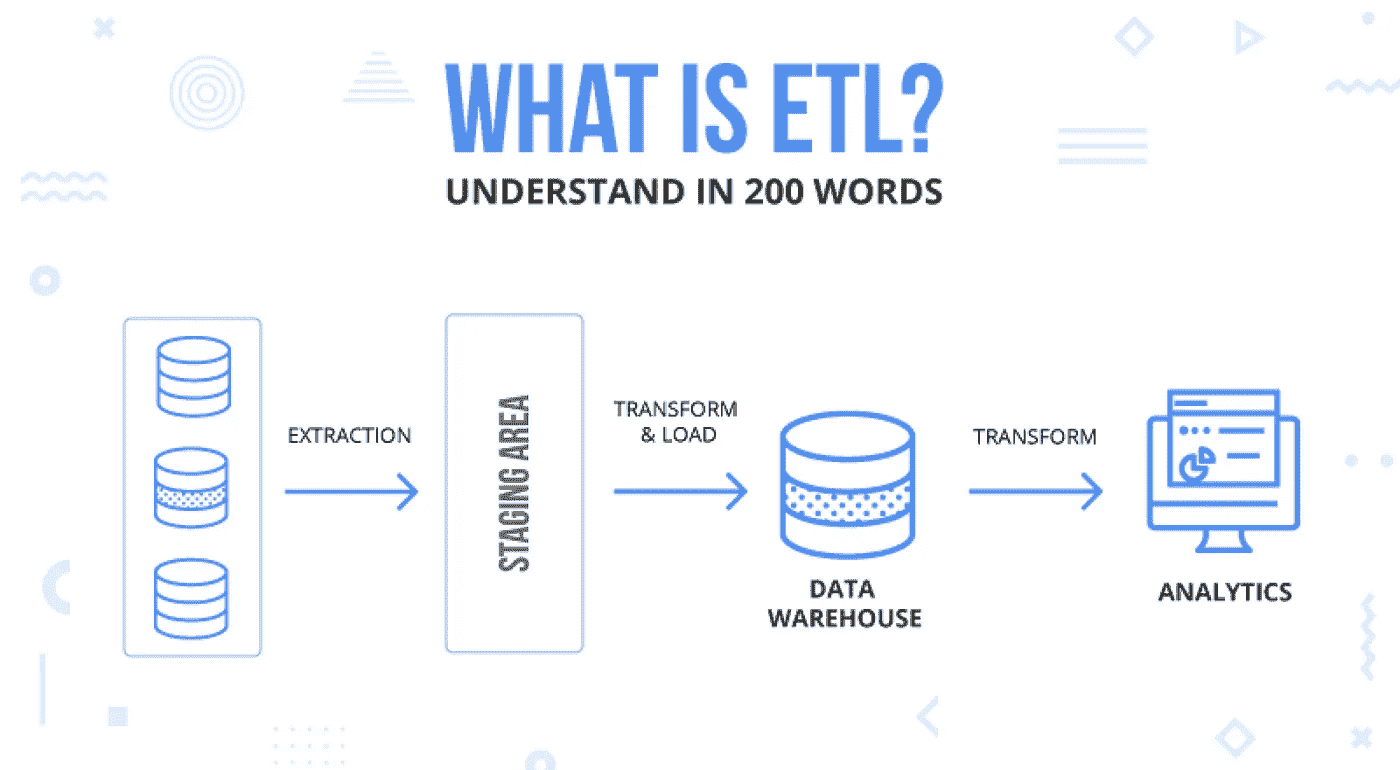 WHAT IS ETL?
UNDERSTAND IN 200 WORDS
EXTRACTION
STAGING AREA
TRANSFORM
& LOAD
DATA
WAREHOUSE
TRANSFORM
ANALYTICS